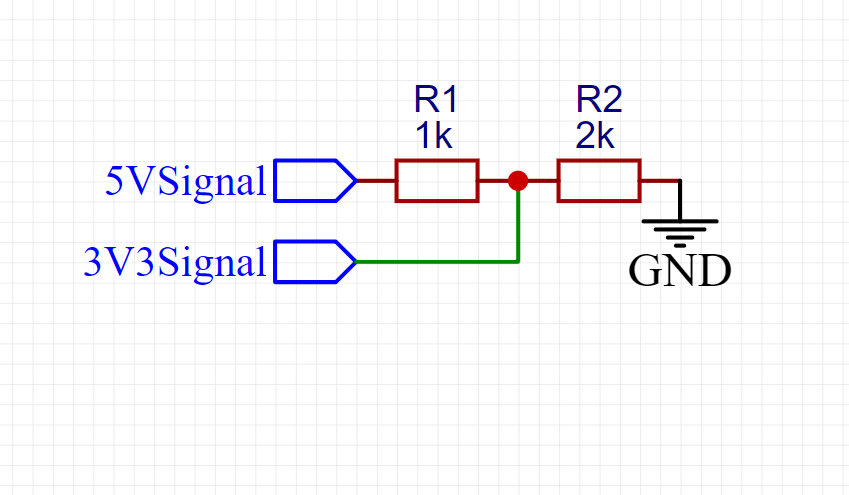 R1
1k
R2
2k
5VSignal
3V3Signal
GND